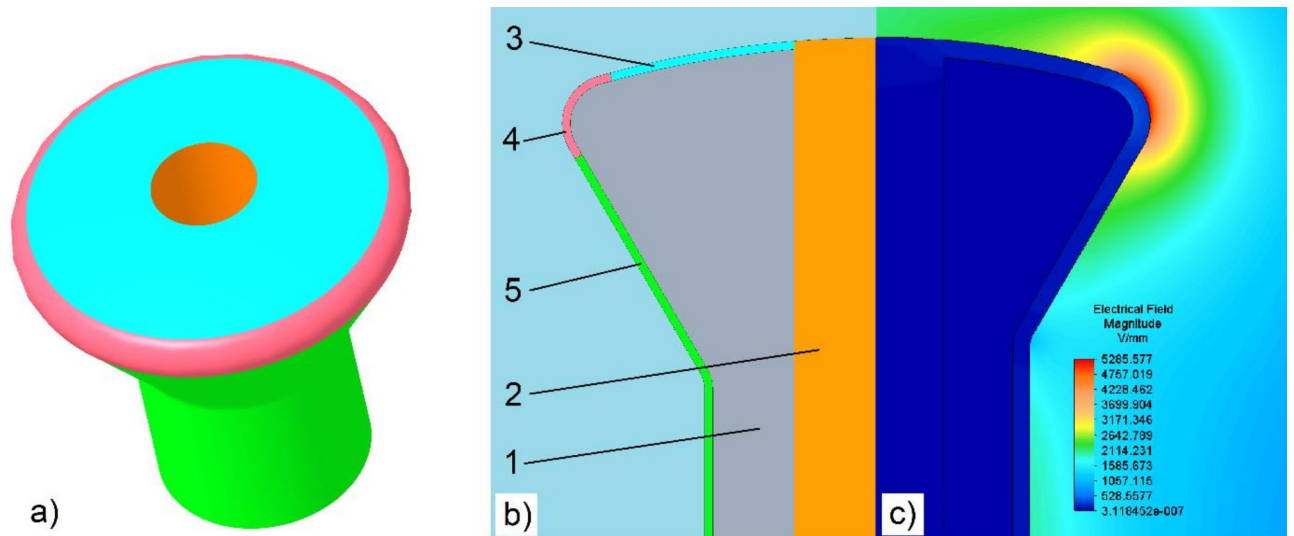 3
4
5
2
1
a)
b)
c)
Electrical Field
Magnitude
V/mm
5285.577
4757.019
4228.462
3699.904
3171.346
2642.789
2114.231
1585.673
1057.115
528.5577
3.118452e-007